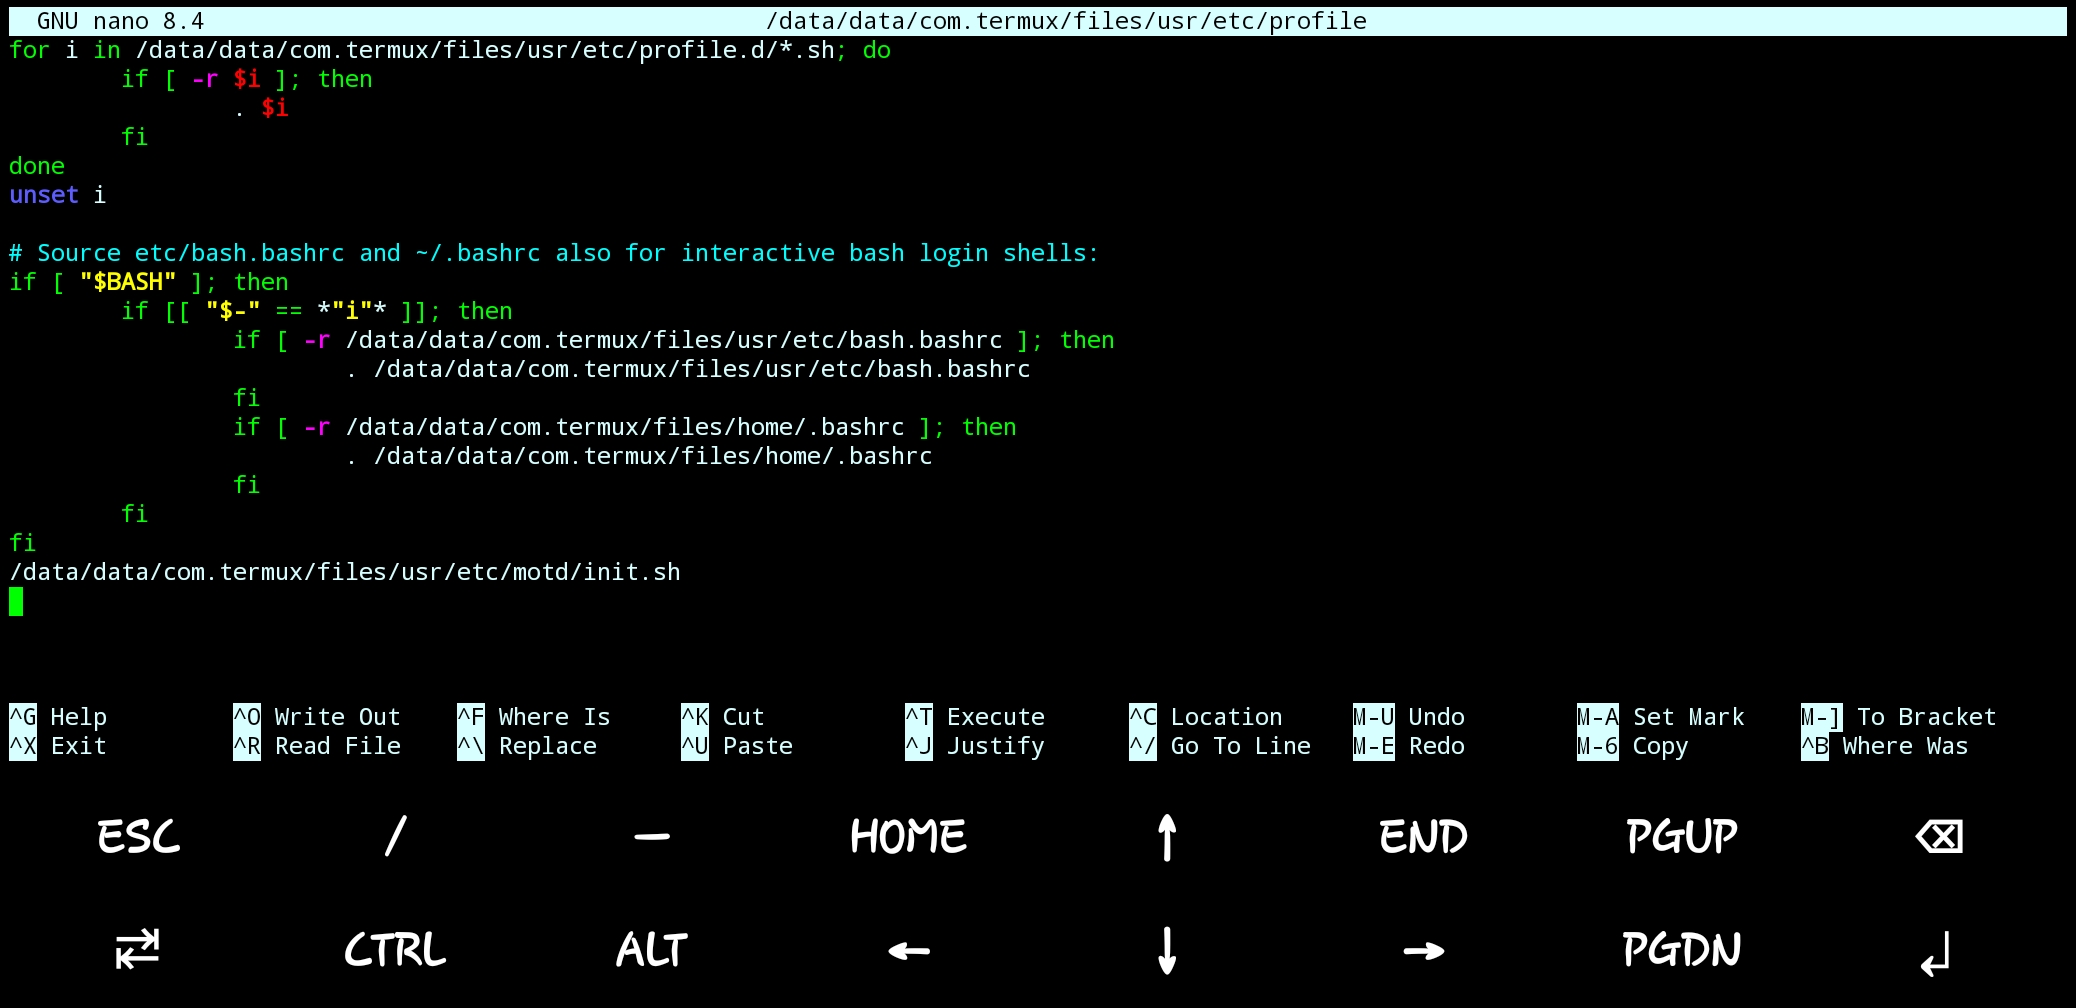 GNU nano 8.4 /data/data/com.termux/files/usr/etc/profile
for i in /data/data/com.termux/files/usr/etc/profile.d/*.sh; do
        if [ -r $i ]; then
                . $i
        fi
done
unset i

# Source etc/bash.bashrc and ~/.bashrc also for interactive bash login shells:
if [ "$BASH" ]; then
        if [[ "$-" == *"i"* ]]; then
                if [ -r /data/data/com.termux/files/usr/etc/bash.bashrc ]; then
                        . /data/data/com.termux/files/usr/etc/bash.bashrc
                fi
                if [ -r /data/data/com.termux/files/home/.bashrc ]; then
                        . /data/data/com.termux/files/home/.bashrc
                fi
        fi
fi
/data/data/com.termux/files/usr/etc/motd/init.sh
^G Help ^O Write Out ^F Where Is ^K Cut ^T Execute ^C Location M-U Undo M-A Set Mark M-] To Bracket
^X Exit ^R Read File ^\ Replace ^U Paste ^J Justify ^/ Go To Line M-E Redo M-6 Copy ^B Where Was
ESC / — HOME ↑ END PGUP ⌫
⇄ CTRL ALT ← ↓ → PGDN ↲